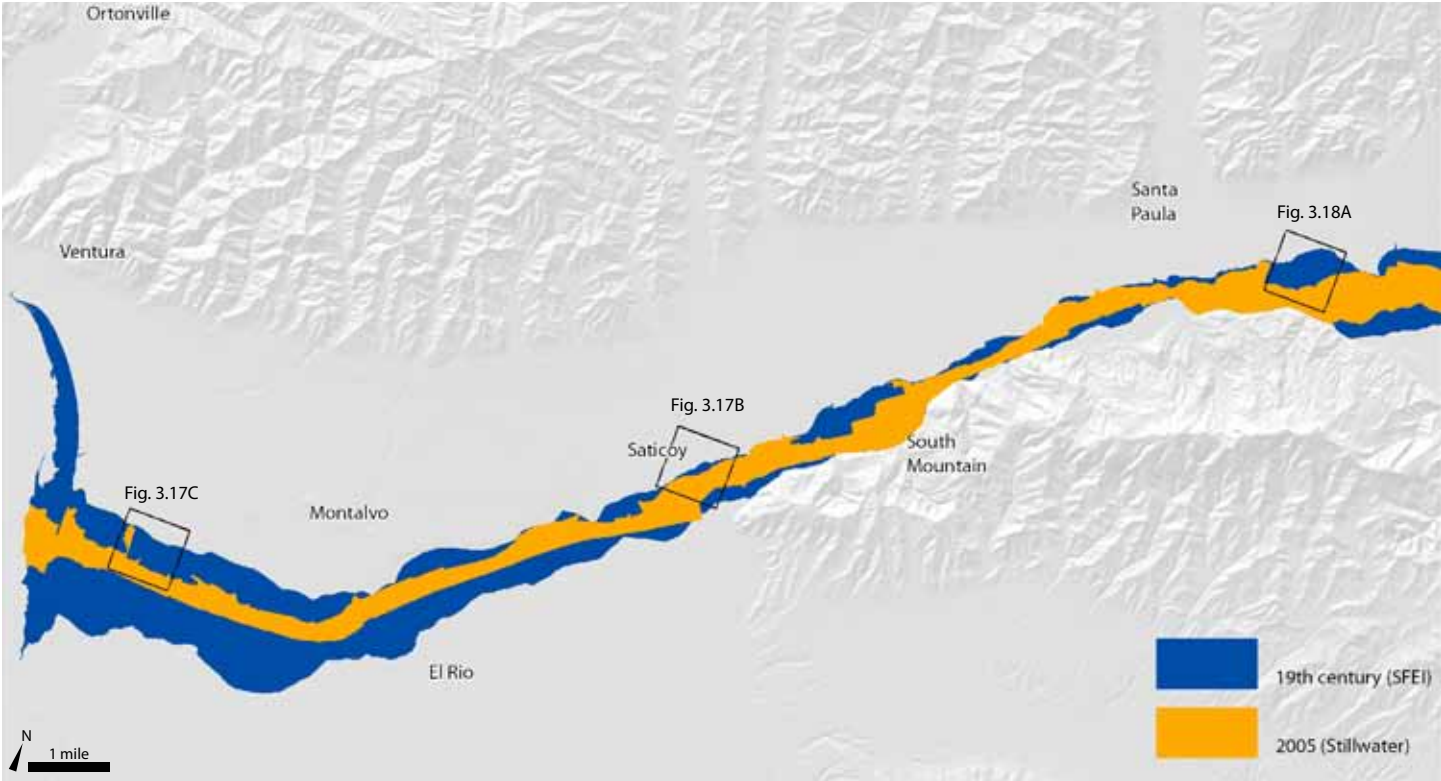 Ortonville
Santa
Paula
Fig. 3.18A
Ventura
Fig. 3.17B
Saticoy
South
Mountain
Fig. 3.17C
Montalvo
El Rio
19th century (SFEI)
2005 (Stillwater)
N
1 mile